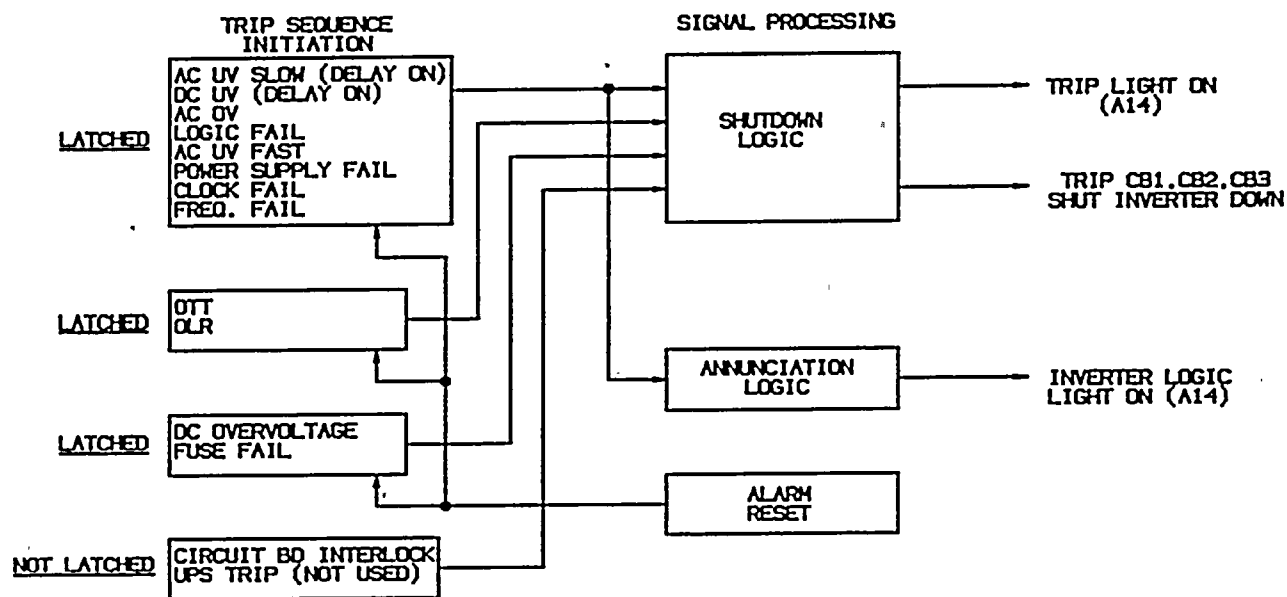 TRIP SEQUENCE
INITIATION
SIGNAL PROCESSING
LATCHED
AC UV SLOW (DELAY ON)
DC UV (DELAY ON)
AC OV
LOGIC FAIL
AC UV FAST
POWER SUPPLY FAIL
CLOCK FAIL
FREQ. FAIL
SHUTDOWN
LOGIC
TRIP LIGHT ON
(A14)
TRIP CB1.CB2.CB3
SHUT INVERTER DOWN
LATCHED
OTT
OLR
ANNUNCIATION
LOGIC
INVERTER LOGIC
LIGHT ON (A14)
LATCHED
DC OVERVOLTAGE
FUSE FAIL
ALARM
RESET
NOT LATCHED
CIRCUIT BD INTERLOCK
UPS TRIP (NOT USED)